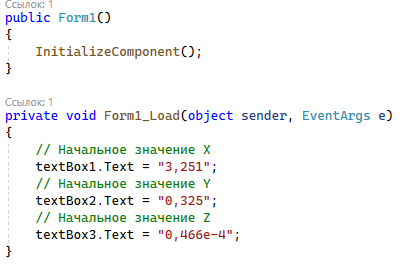 Ссылок: 1
public Form1()
{
InitializeComponent();
}
Ссылок: 1
private void Form1_Load(object sender, EventArgs e)
{
// Начальное значение X
textBox1.Text = "3,251";
// Начальное значение Y
textBox2.Text = "0,325";
// Начальное значение Z
textBox3.Text = "0,466e-4";
}